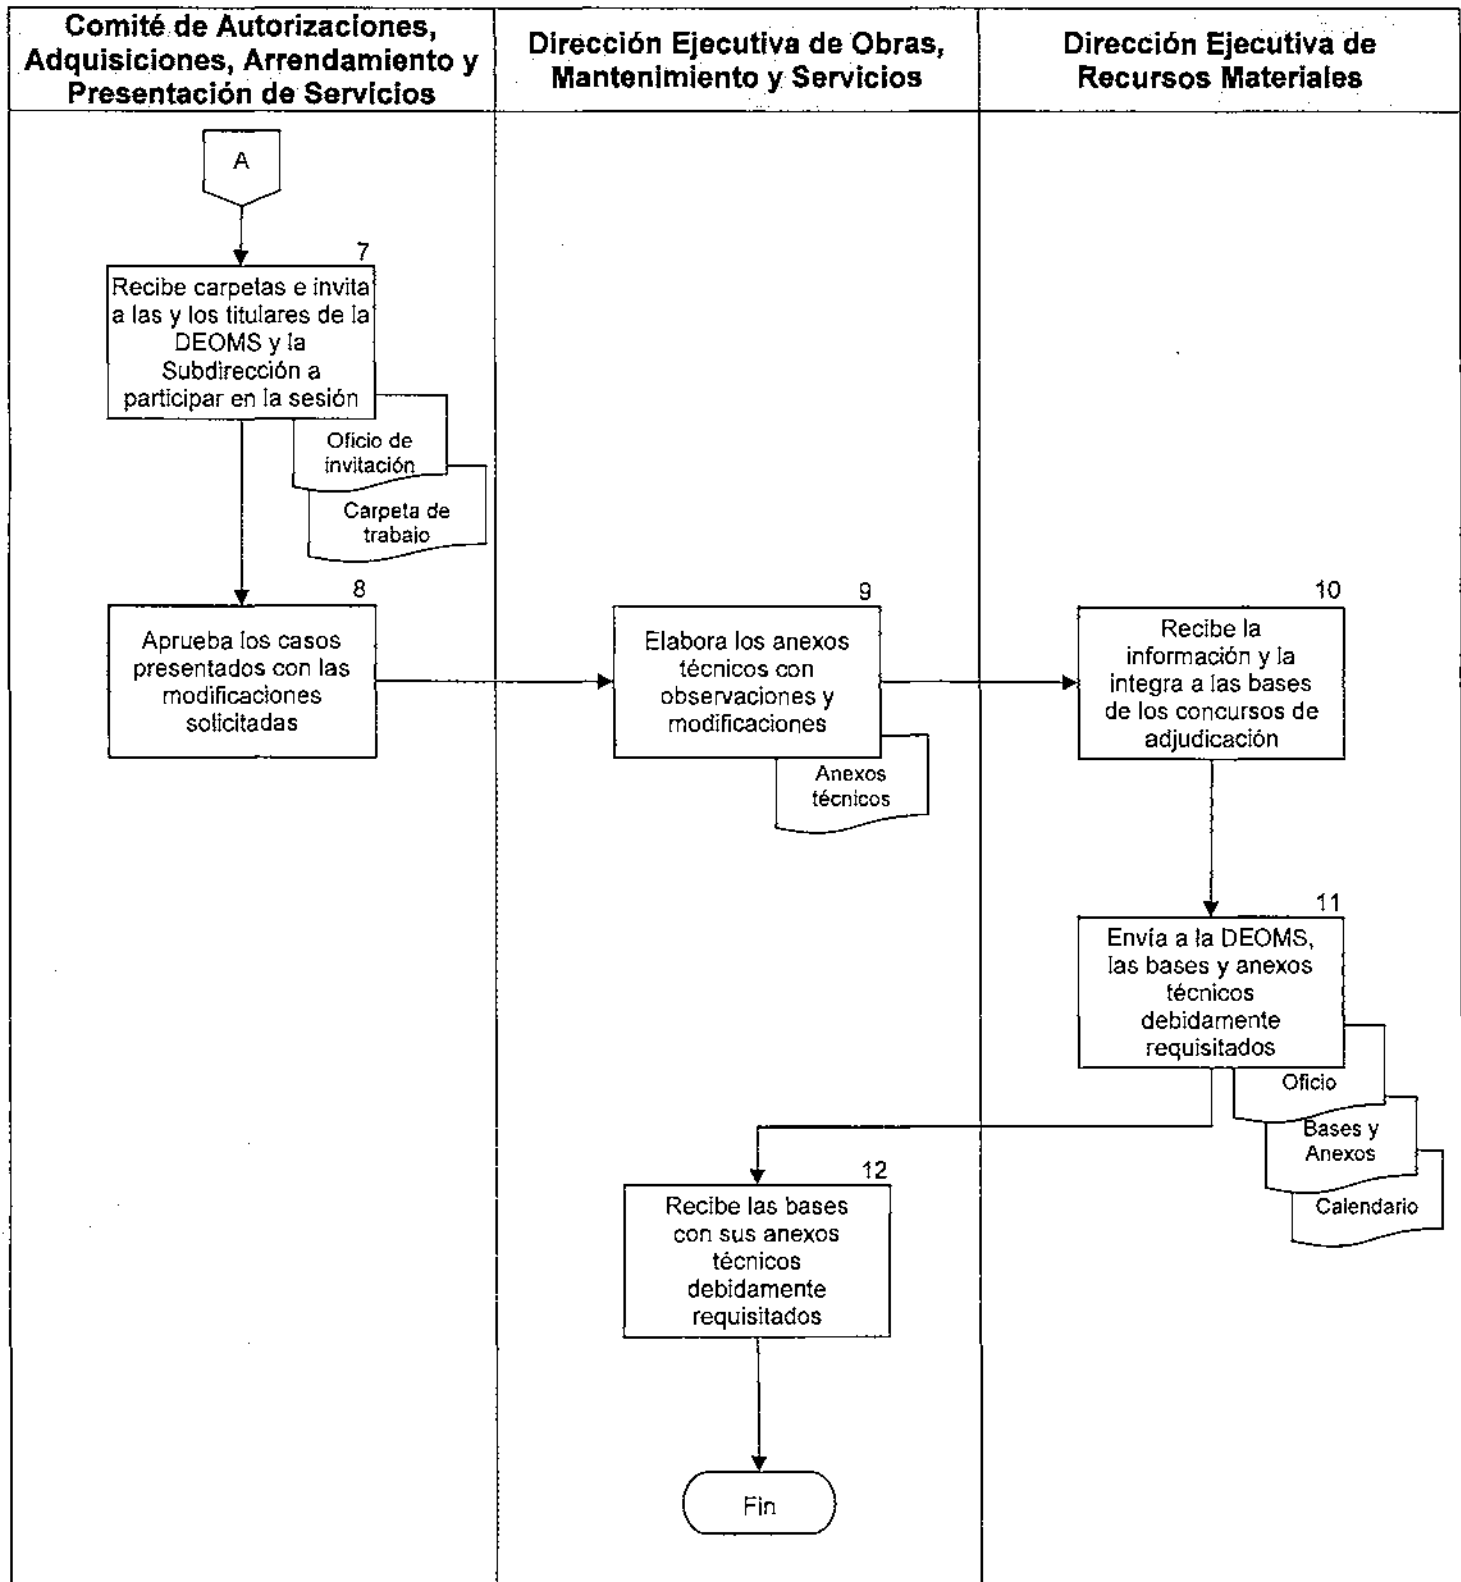 Comité de Autorizaciones,
Adquisiciones, Arrendamiento y
Presentación de Servicios
Dirección Ejecutiva de Obras,
Mantenimiento y Servicios
Dirección Ejecutiva de
Recursos Materiales
A
7
Recibe carpetas e invita
a las y los titulares de la
DEOMS y la
Subdirección a
participar en la sesión
Oficio de
invitación
Carpeta de
trabajo
8
Aprueba los casos
presentados con las
modificaciones
solicitadas
9
Elabora los anexos
técnicos con
observaciones y
modificaciones
Anexos
técnicos
10
Recibe la
información y la
integra a las bases
de los concursos de
adjudicación
11
Envía a la DEOMS,
las bases y anexos
técnicos
debidamente
requisitados
Oficio
Bases y
Anexos
Calendario
12
Recibe las bases
con sus anexos
técnicos
debidamente
requisitados
Fin